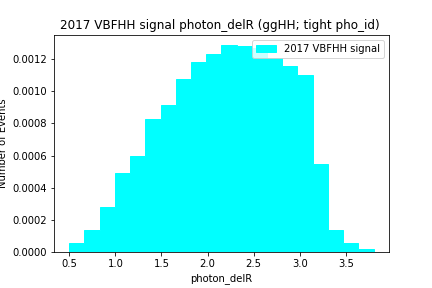 2017 VBFHH signal photon_delR (ggHH; tight pho_id)
2017 VBFHH signal
Number of Events
0.0012
0.0010
0.0008
0.0006
0.0004
0.0002
0.0000
0.5 1.0 1.5 2.0 2.5 3.0 3.5
photon_delR